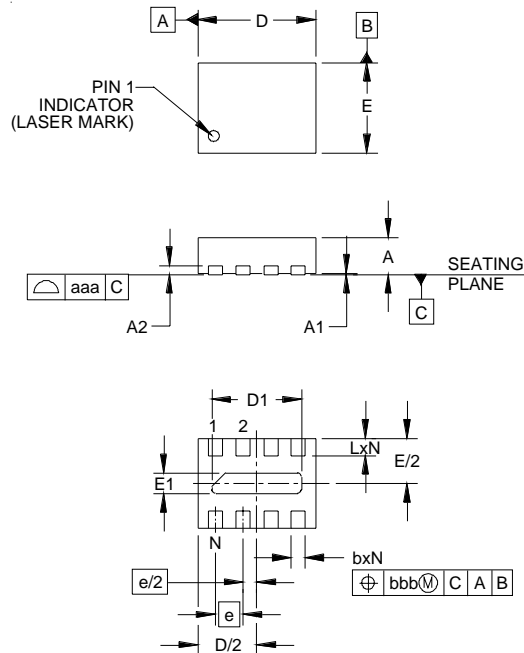 A
D
B
PIN 1
INDICATOR
(LASER MARK)
E
A
SEATING
PLANE
aaa C
C
A2
A1
D1
1 2
LxN
E/2
E1
N
bxN
e/2
bbbⓂ C A B
e
D/2